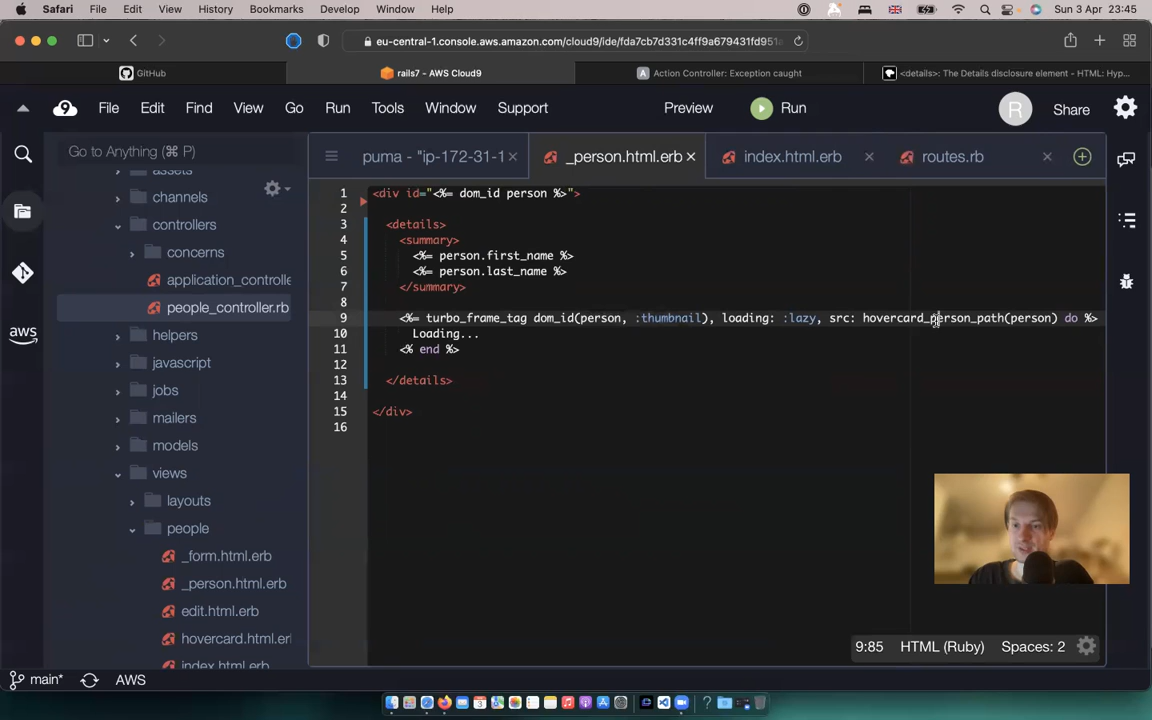 Safari File Edit View History Bookmarks Develop Window Help Sun 3 Apr 23:45
eu-central-1.console.aws.amazon.com/cloud9/ide/fda7cb7d331c4ff9a679431fd951
GitHub
rails7 - AWS Cloud9
Action Controller: Exception caught
<details>: The Details disclosure element - HTML: Hyp...
File Edit Find View Go Run Tools Window Support Preview Run R Share
Go to Anything (⌘ P)
puma - "ip-172-31-1
_person.html.erb
index.html.erb
routes.rb
assets
channels
controllers
concerns
application_controlle
people_controller.rb
helpers
javascript
jobs
mailers
models
views
layouts
people
_form.html.erb
_person.html.erb
edit.html.erb
hovercard.html.er
index.html.erb
aws
1 <div id="<%= dom_id person %>">
2
3 <details>
4 <summary>
5 <%= person.first_name %>
6 <%= person.last_name %>
7 </summary>
8
9 <%= turbo_frame_tag dom_id(person, :thumbnail), loading: :lazy, src: hovercard_person_path(person) do %>
10 Loading...
11 <% end %>
12
13 </details>
14
15 </div>
16
9:85 HTML (Ruby) Spaces: 2
main* AWS